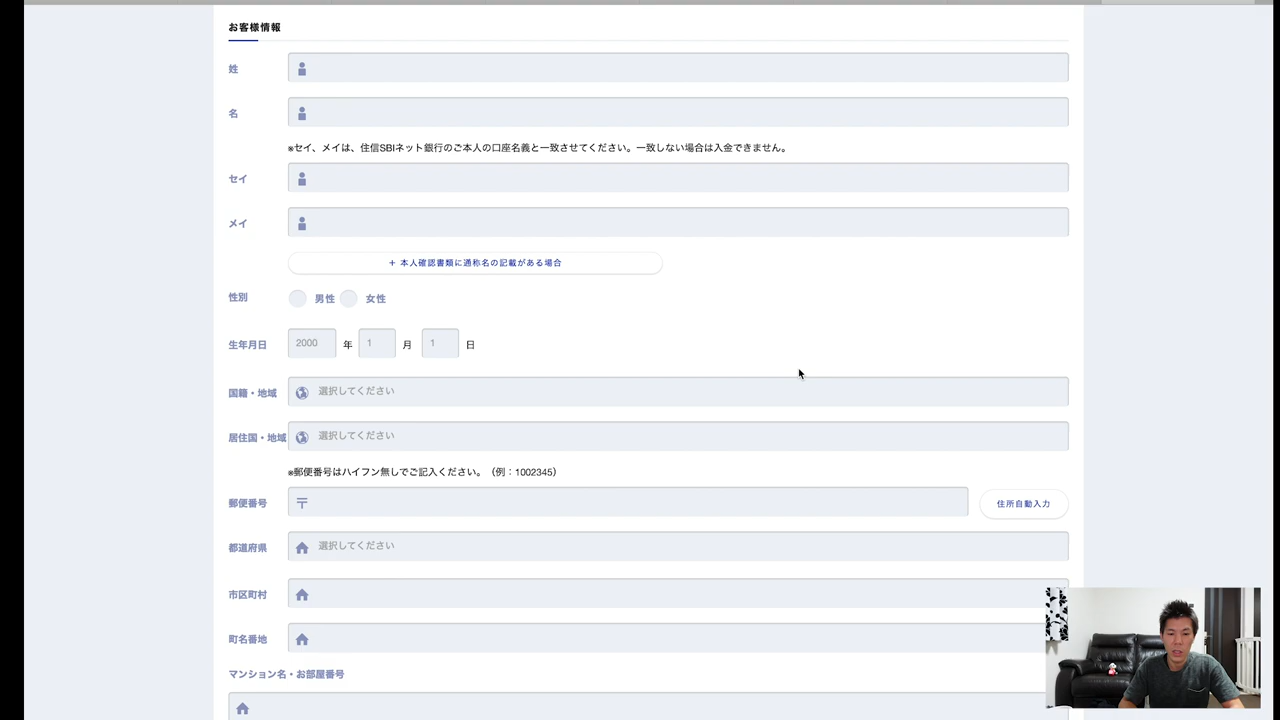 お客様情報
姓
名
※セイ、メイは、住信SBIネット銀行のご本人の口座名義と一致させてください。一致しない場合は入金できません。
セイ
メイ
+ 本人確認書類に通称名の記載がある場合
性別 男性 女性
生年月日 2000 年 1 月 1 日
国籍・地域 選択してください
居住国・地域 選択してください
※郵便番号はハイフン無しでご記入ください。（例：1002345）
郵便番号 〒 住所自動入力
都道府県 選択してください
市区町村
町名番地
マンション名・お部屋番号